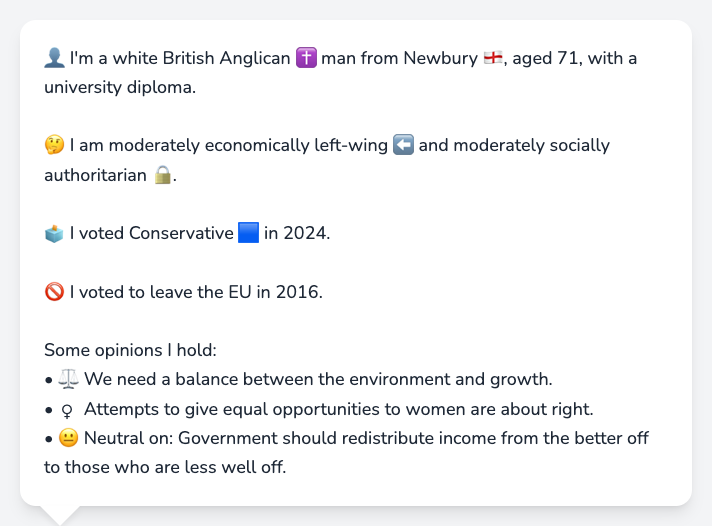 👤 I'm a white British Anglican ✝️ man from Newbury 🏴󠁧󠁢󠁥󠁮󠁧󠁿, aged 71, with a
university diploma.
🤔 I am moderately economically left-wing ⬅️ and moderately socially
authoritarian 🔒.
🗳️ I voted Conservative 🟦 in 2024.
🚫 I voted to leave the EU in 2016.
Some opinions I hold:
• ⚖️ We need a balance between the environment and growth.
• ♀ Attempts to give equal opportunities to women are about right.
• 😐 Neutral on: Government should redistribute income from the better off
to those who are less well off.